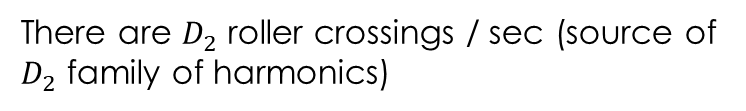 There are D₂ roller crossings / sec (source of
D₂ family of harmonics)